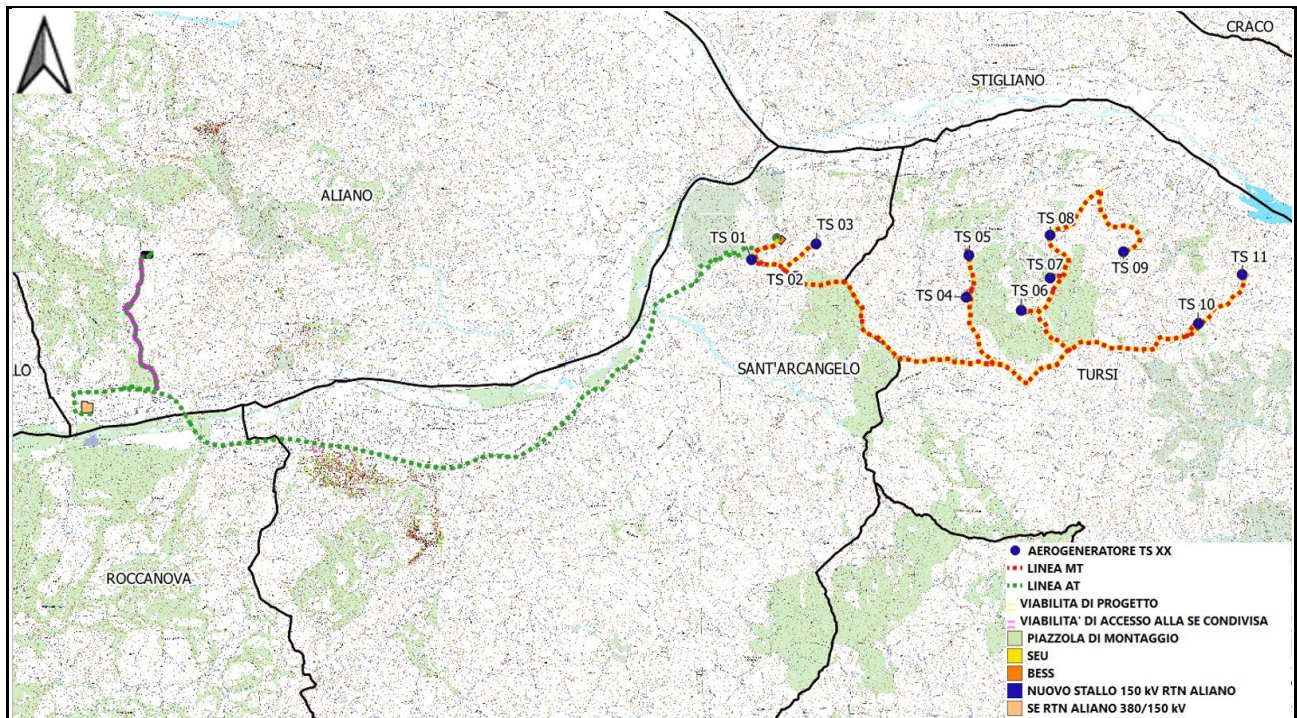 CRACO
STIGLIANO
ALIANO
TS 01
TS 03
TS 02
TS 05
TS 08
TS 09
TS 11
TS 07
TS 04
TS 06
TS 10
LO
SANT'ARCANGELO
TURSI
ROCCANOVA
AEROGENERATORE TS XX
LINEA MT
LINEA AT
VIABILITA DI PROGETTO
VIABILITA' DI ACCESSO ALLA SE CONDIVISA
PIAZZOLA DI MONTAGGIO
SEU
BESS
NUOVO STALLO 150 kV RTN ALIANO
SE RTN ALIANO 380/150 kV